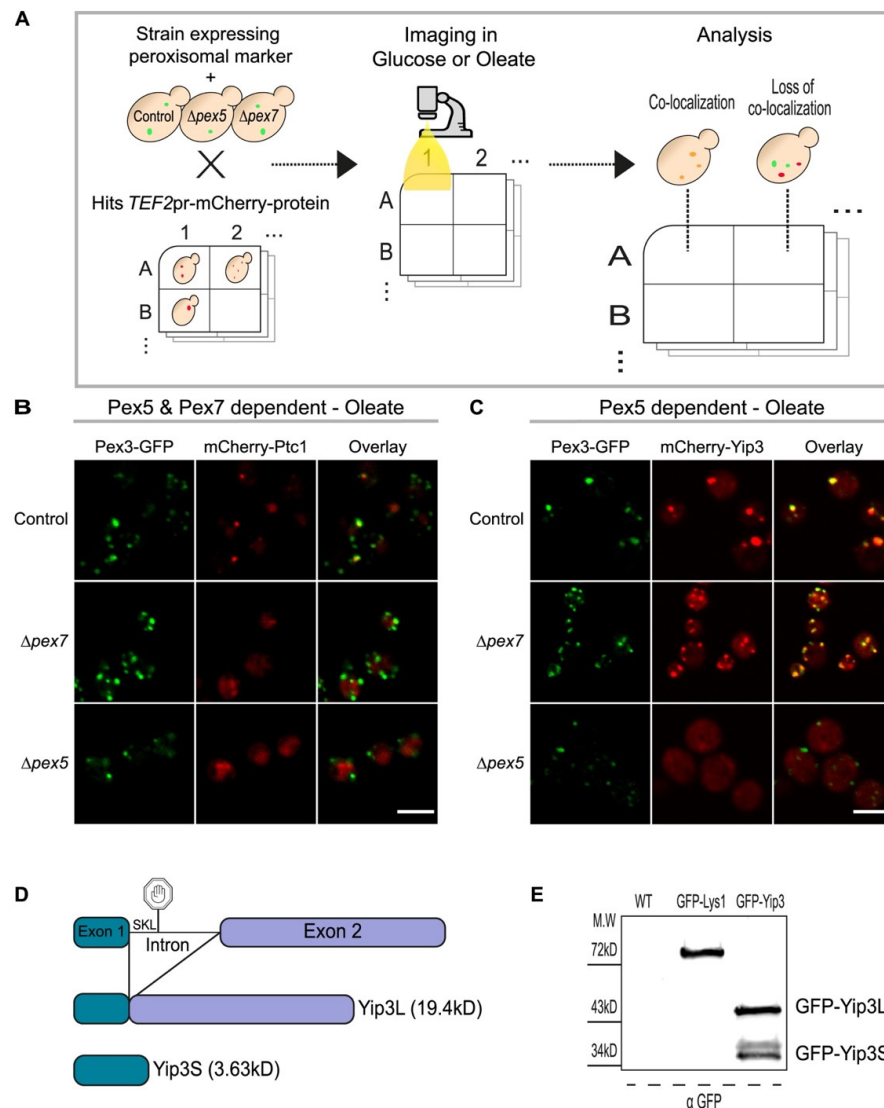 A
Strain expressing
peroxisomal marker
+
Control Δpex5 Δpex7
X
Hits TEF2pr-mCherry-protein
1 2 ...
A
B
⋮
Imaging in
Glucose or Oleate
1 2 ...
A
B
⋮
Analysis
Co-localization
Loss of
co-localization
...
A
B
⋮
B
Pex5 & Pex7 dependent - Oleate
Pex3-GFP mCherry-Ptc1 Overlay
Control
Δpex7
Δpex5
C
Pex5 dependent - Oleate
Pex3-GFP mCherry-Yip3 Overlay
Control
Δpex7
Δpex5
D
Exon 1 SKL Intron Exon 2
Yip3L (19.4kD)
Yip3S (3.63kD)
E
WT GFP-Lys1 GFP-Yip3
M.W
72kD
43kD GFP-Yip3L
34kD GFP-Yip3S
α GFP